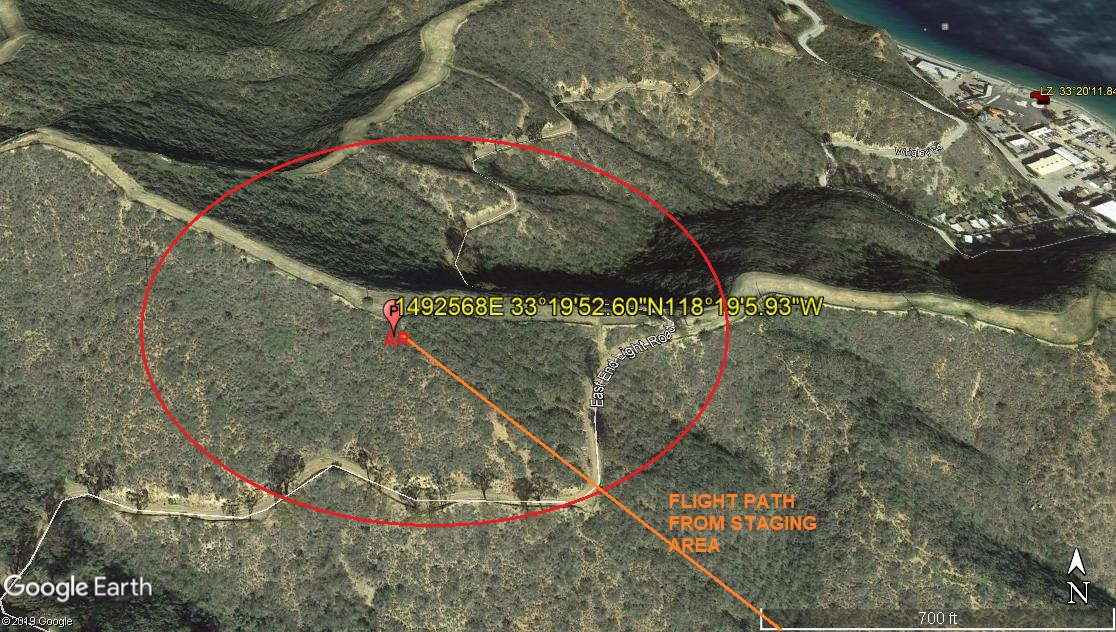 LZ 33°20'11.84
1492568E 33°19'52.60"N118°19'5.93"W
AP
East End Light Road
FLIGHT PATH
FROM STAGING
AREA
Google Earth
N
700 ft
©2019 Google